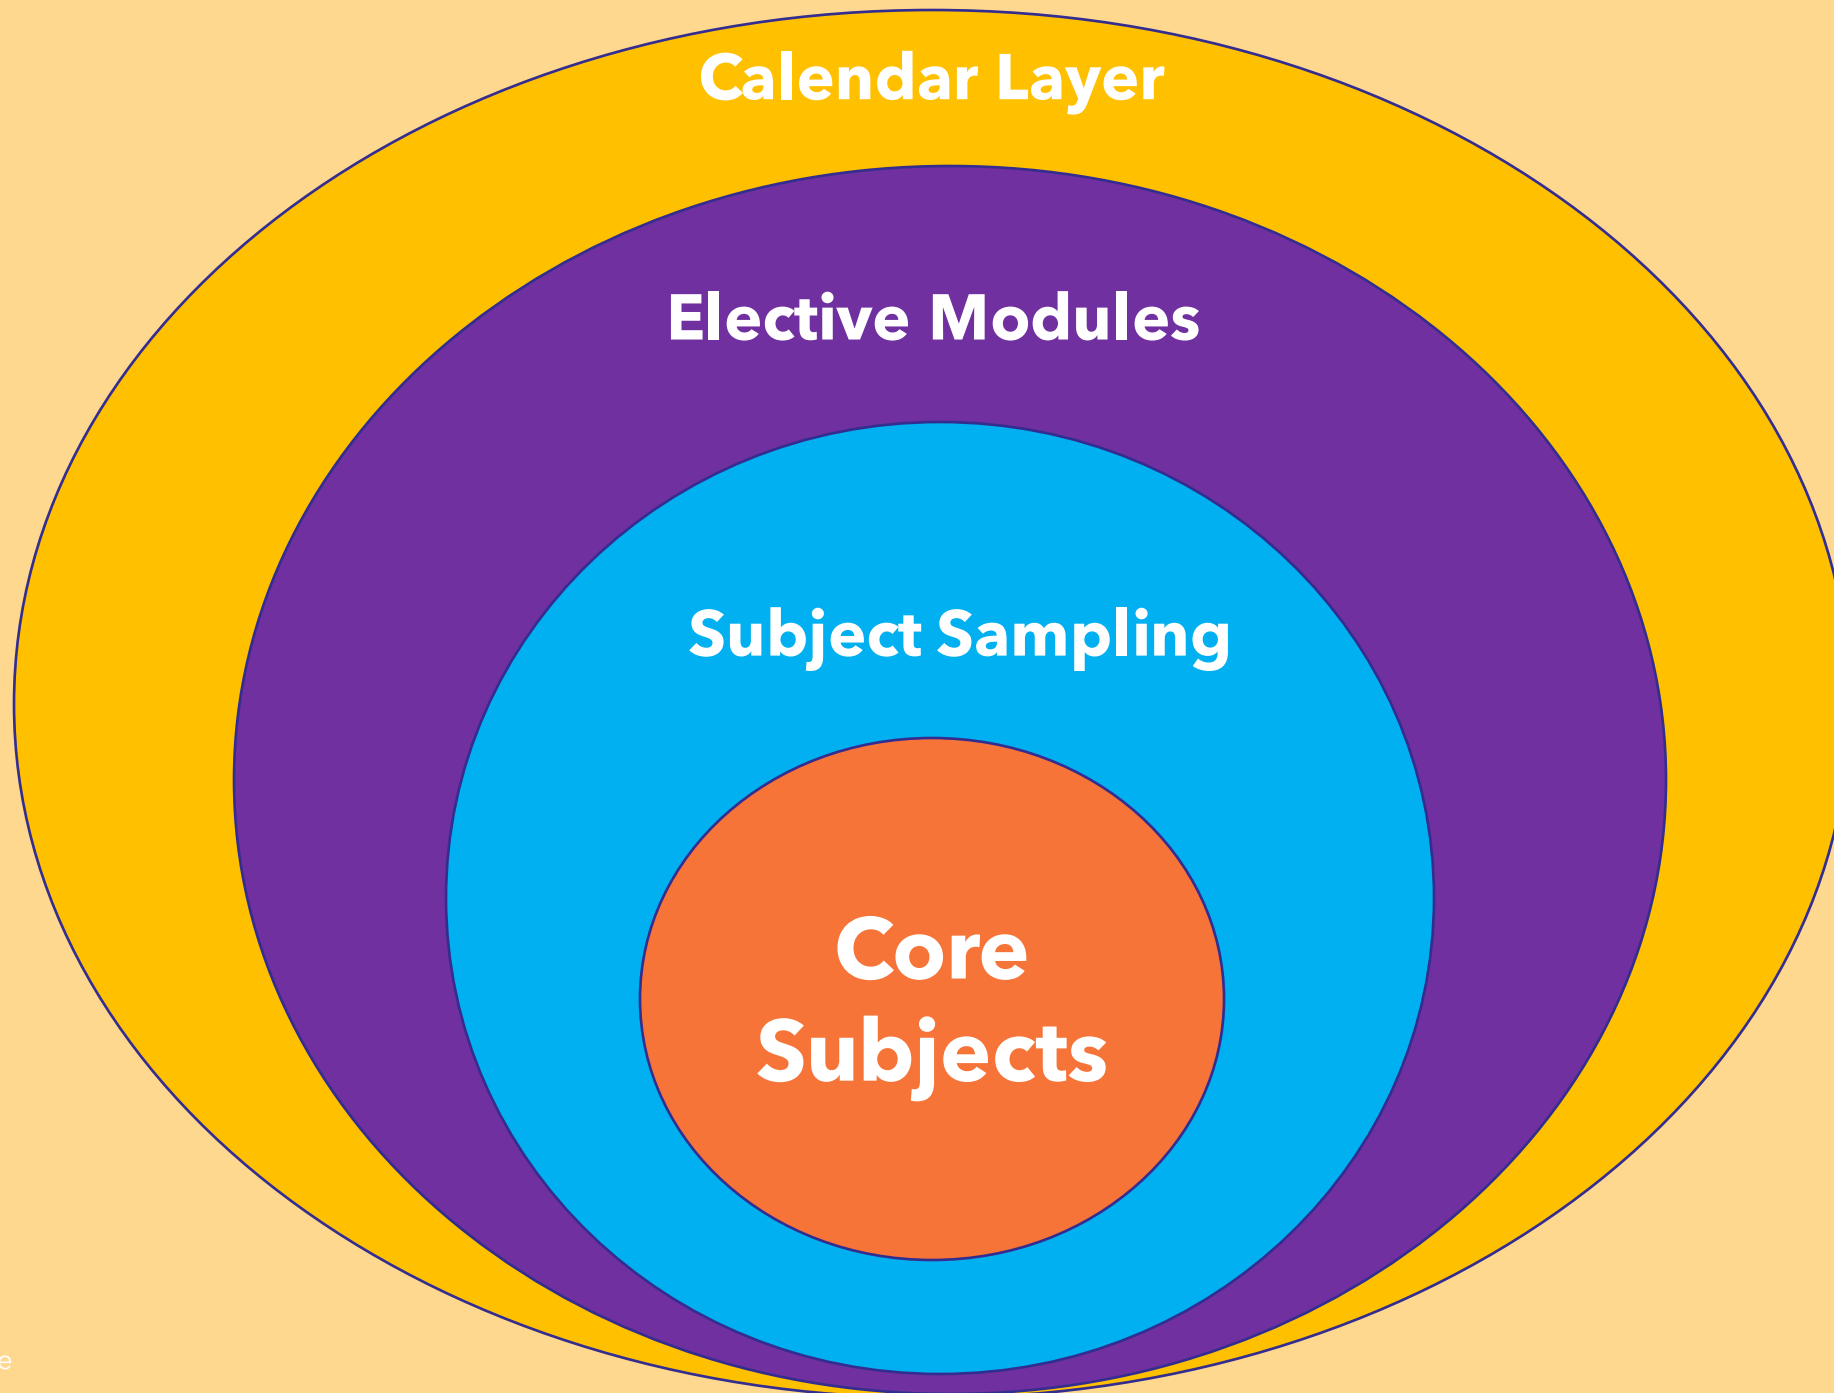 Calendar Layer
Elective Modules
Subject Sampling
Core
Subjects